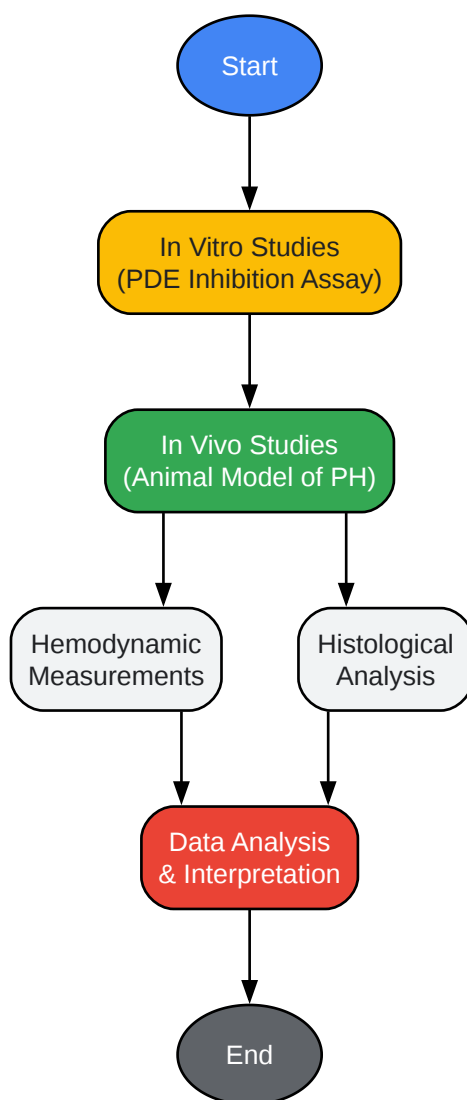 Start
In Vitro Studies
(PDE Inhibition Assay)
In Vivo Studies
(Animal Model of PH)
Hemodynamic
Measurements
Histological
Analysis
Data Analysis
& Interpretation
End